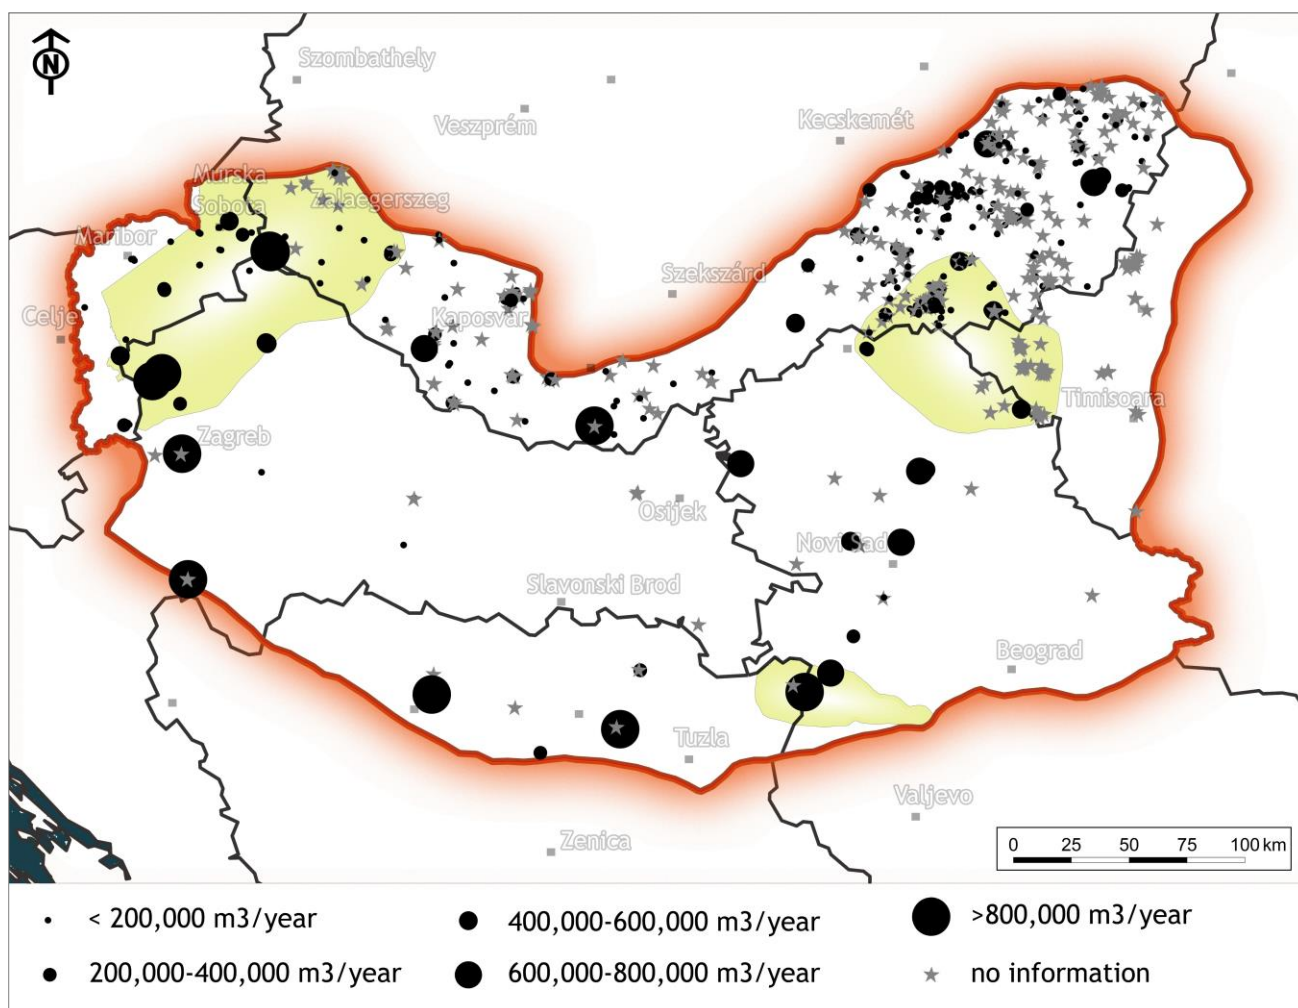 N
Szombathely
Veszprém
Kecskemét
Murska
Sobota
Zalaegerszeg
Maribor
Szekszárd
Celje
Kaposvár
Timisoara
Zagreb
Osijek
Novi Sad
Slavonski Brod
Beograd
Tuzla
Valjevo
Zenica
0 25 50 75 100 km
< 200,000 m3/year
400,000-600,000 m3/year
>800,000 m3/year
200,000-400,000 m3/year
600,000-800,000 m3/year
no information